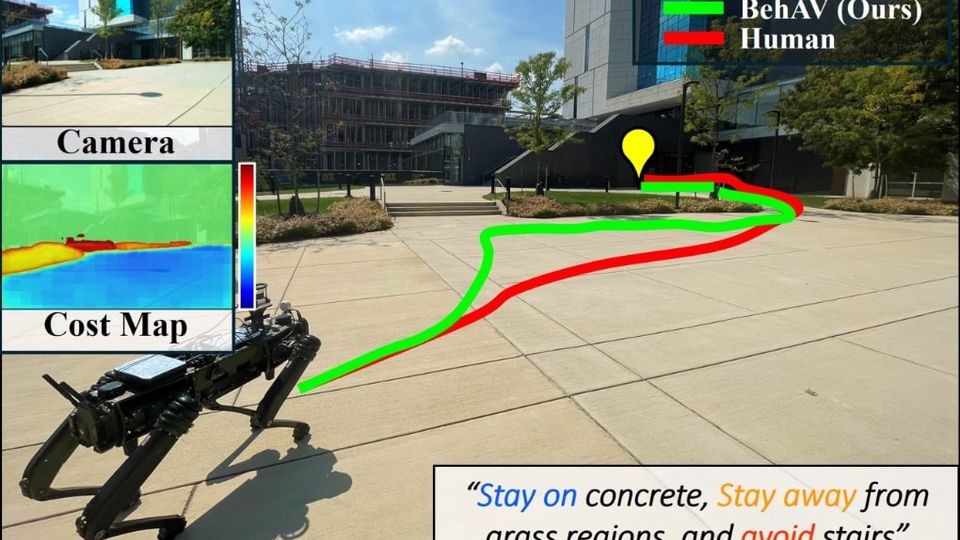 BehAV (Ours)
Human
Camera
Cost Map
“Stay on concrete, Stay away from
grass regions, and avoid stairs”